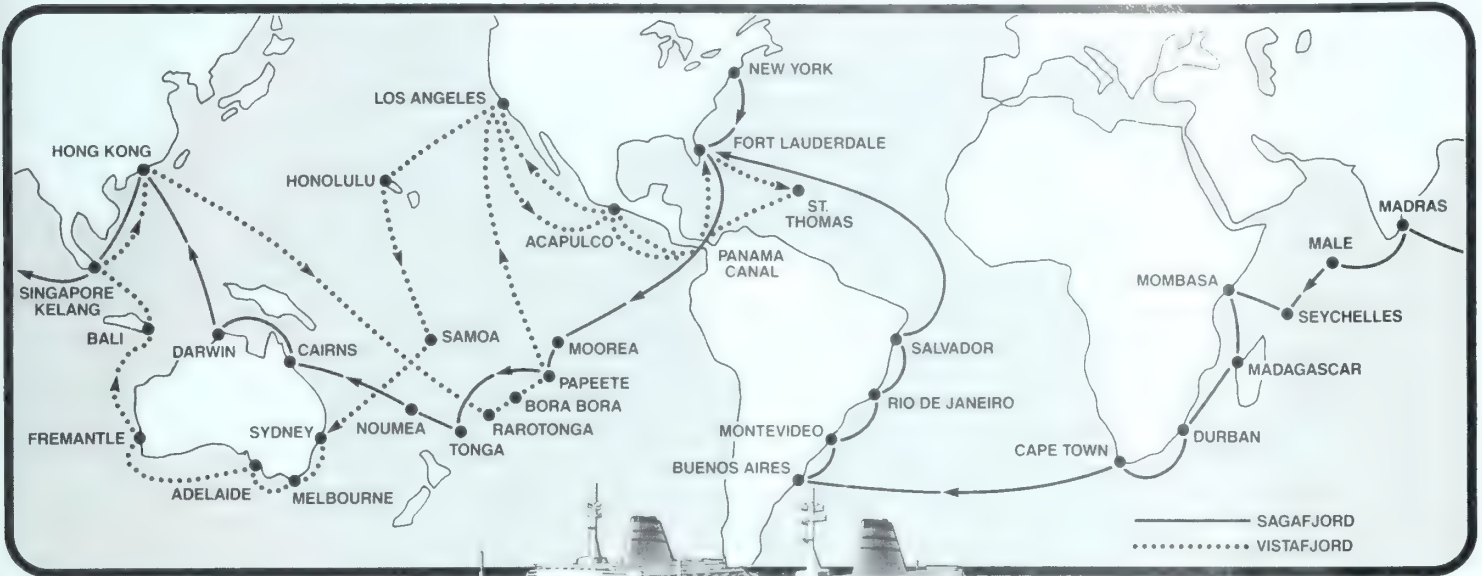 NEW YORK
LOS ANGELES
FORT LAUDERDALE
HONG KONG
HONOLULU
ST.
THOMAS
MADRAS
ACAPULCO
MALE
PANAMA
CANAL
MOMBASA
SINGAPORE
KELANG
SEYCHELLES
BALI
SAMOA
DARWIN
CAIRNS
MOOREA
SALVADOR
MADAGASCAR
PAPEETE
BORA BORA
RIO DE JANEIRO
NOUMEA
RAROTONGA
FREMANTLE
SYDNEY
TONGA
MONTEVIDEO
DURBAN
CAPE TOWN
BUENOS AIRES
ADELAIDE
MELBOURNE
SAGAFJORD
VISTAFJORD